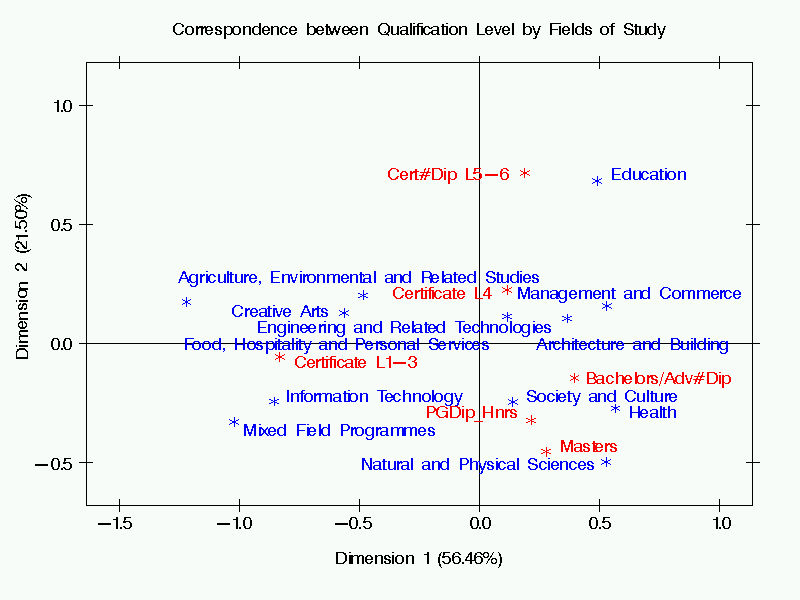 Correspondence between Qualification Level by Fields of Study
1.0
Cert#Dip L5-6
Education
0.5
Dimension 2 (21.50%)
Agriculture, Environmental and Related Studies
Certificate L4
Management and Commerce
Creative Arts
Engineering and Related Technologies
0.0
Food, Hospitality and Personal Services
Architecture and Building
Certificate L1-3
Bachelors/Adv#Dip
Information Technology
Society and Culture
PGDip_Hnrs
Health
Mixed Field Programmes
Masters
-0.5
Natural and Physical Sciences
-1.5 -1.0 -0.5 0.0 0.5 1.0
Dimension 1 (56.46%)